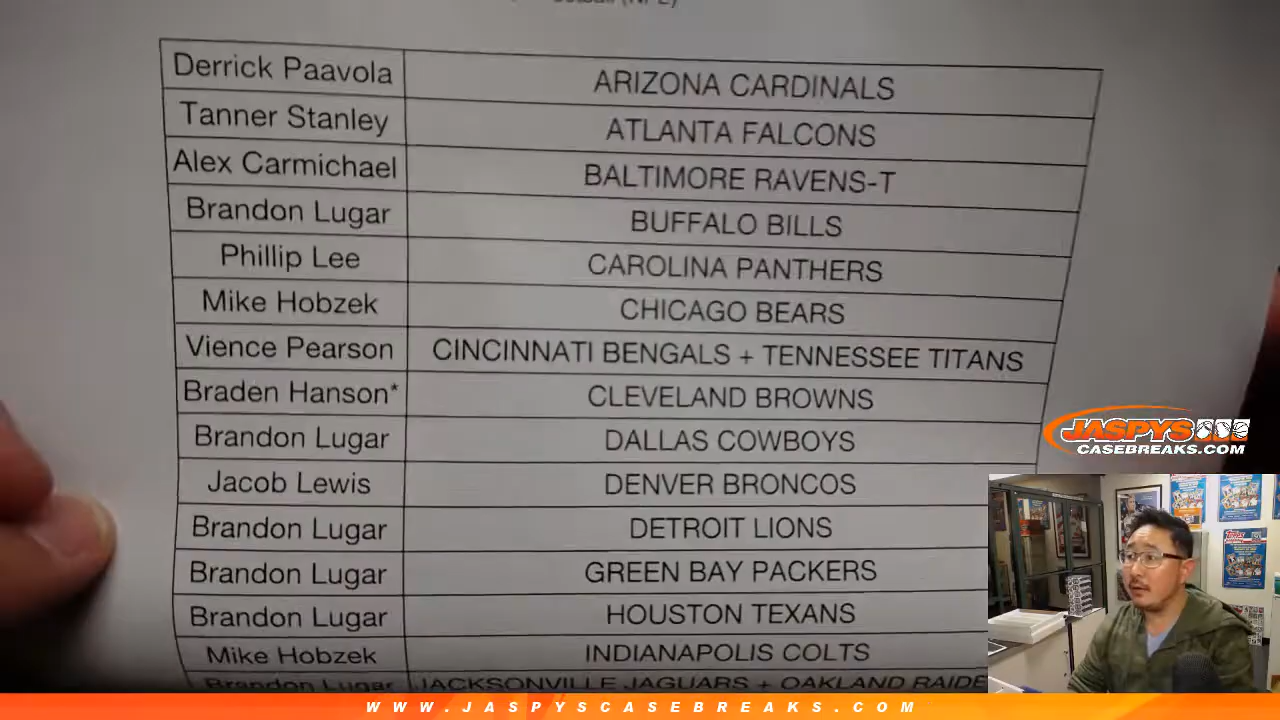 Derrick Paavola ARIZONA CARDINALS
Tanner Stanley ATLANTA FALCONS
Alex Carmichael BALTIMORE RAVENS-T
Brandon Lugar BUFFALO BILLS
Phillip Lee CAROLINA PANTHERS
Mike Hobzek CHICAGO BEARS
Vience Pearson CINCINNATI BENGALS + TENNESSEE TITANS
Braden Hanson* CLEVELAND BROWNS
Brandon Lugar DALLAS COWBOYS
Jacob Lewis DENVER BRONCOS
Brandon Lugar DETROIT LIONS
Brandon Lugar GREEN BAY PACKERS
Brandon Lugar HOUSTON TEXANS
Mike Hobzek INDIANAPOLIS COLTS
Brandon Lugar JACKSONVILLE JAGUARS + OAKLAND RAIDE
JASPYS
CASEBREAKS.COM
WWW.JASPYSCASEBREAKS.COM